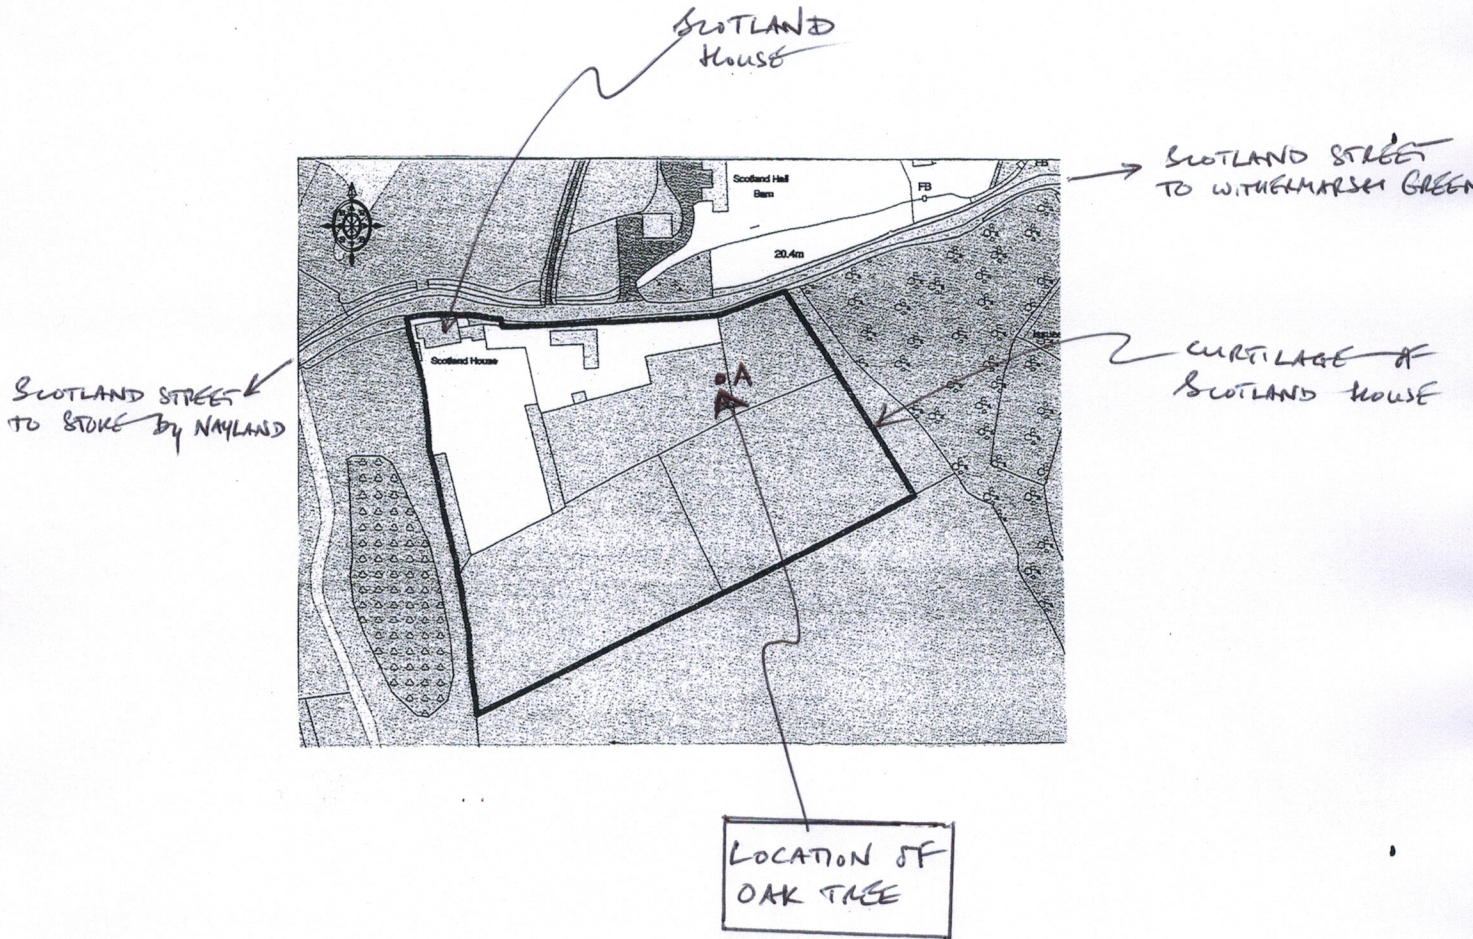 SCOTLAND
HOUSE
SCOTLAND STREET
TO WITHERMARSH GREEN
Scotland Hall
Barn
FB
FB
20.4m
Scotland House
SCOTLAND STREET
TO STOKE By NAYLAND
CURTILAGE OF
SCOTLAND HOUSE
A
LOCATION OF
OAK TREE